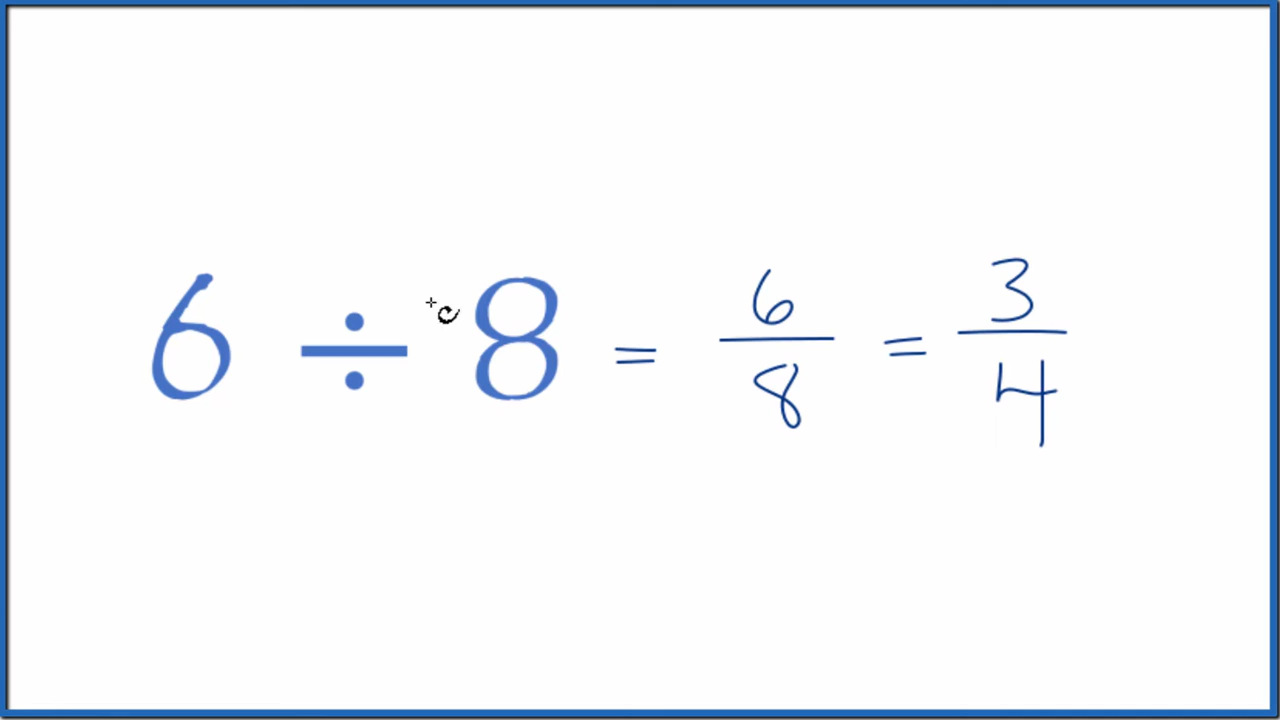 6 ÷ 8 = 6/8 = 3/4